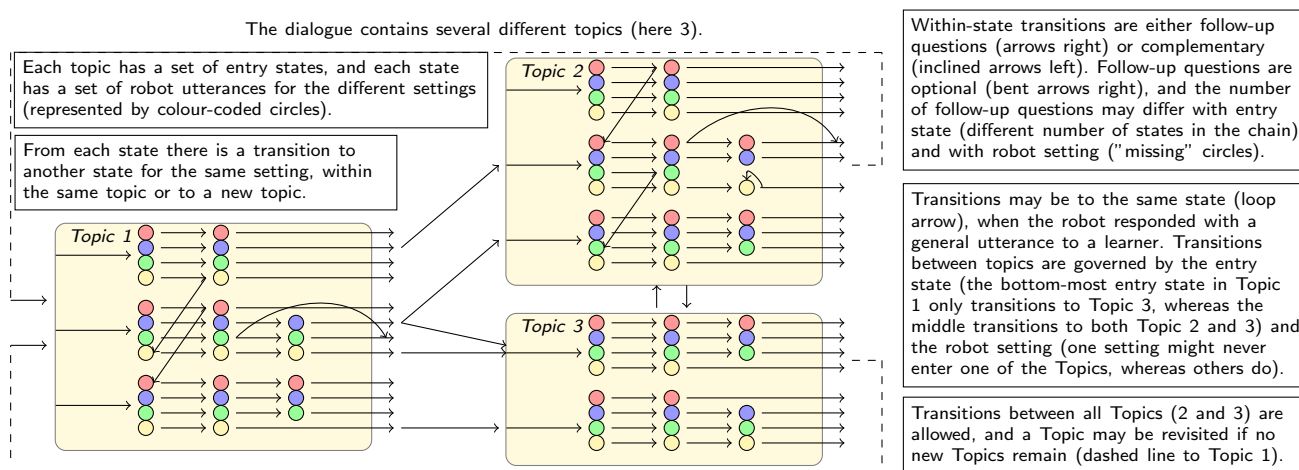 The dialogue contains several different topics (here 3).
Each topic has a set of entry states, and each state
has a set of robot utterances for the different settings
(represented by colour-coded circles).
From each state there is a transition to
another state for the same setting, within
the same topic or to a new topic.
Topic 1
Topic 2
Topic 3
Within-state transitions are either follow-up
questions (arrows right) or complementary
(inclined arrows left). Follow-up questions are
optional (bent arrows right), and the number
of follow-up questions may differ with entry
state (different number of states in the chain)
and with robot setting ("missing" circles).
Transitions may be to the same state (loop
arrow), when the robot responded with a
general utterance to a learner. Transitions
between topics are governed by the entry
state (the bottom-most entry state in Topic
1 only transitions to Topic 3, whereas the
middle transitions to both Topic 2 and 3) and
the robot setting (one setting might never
enter one of the Topics, whereas others do).
Transitions between all Topics (2 and 3) are
allowed, and a Topic may be revisited if no
new Topics remain (dashed line to Topic 1).